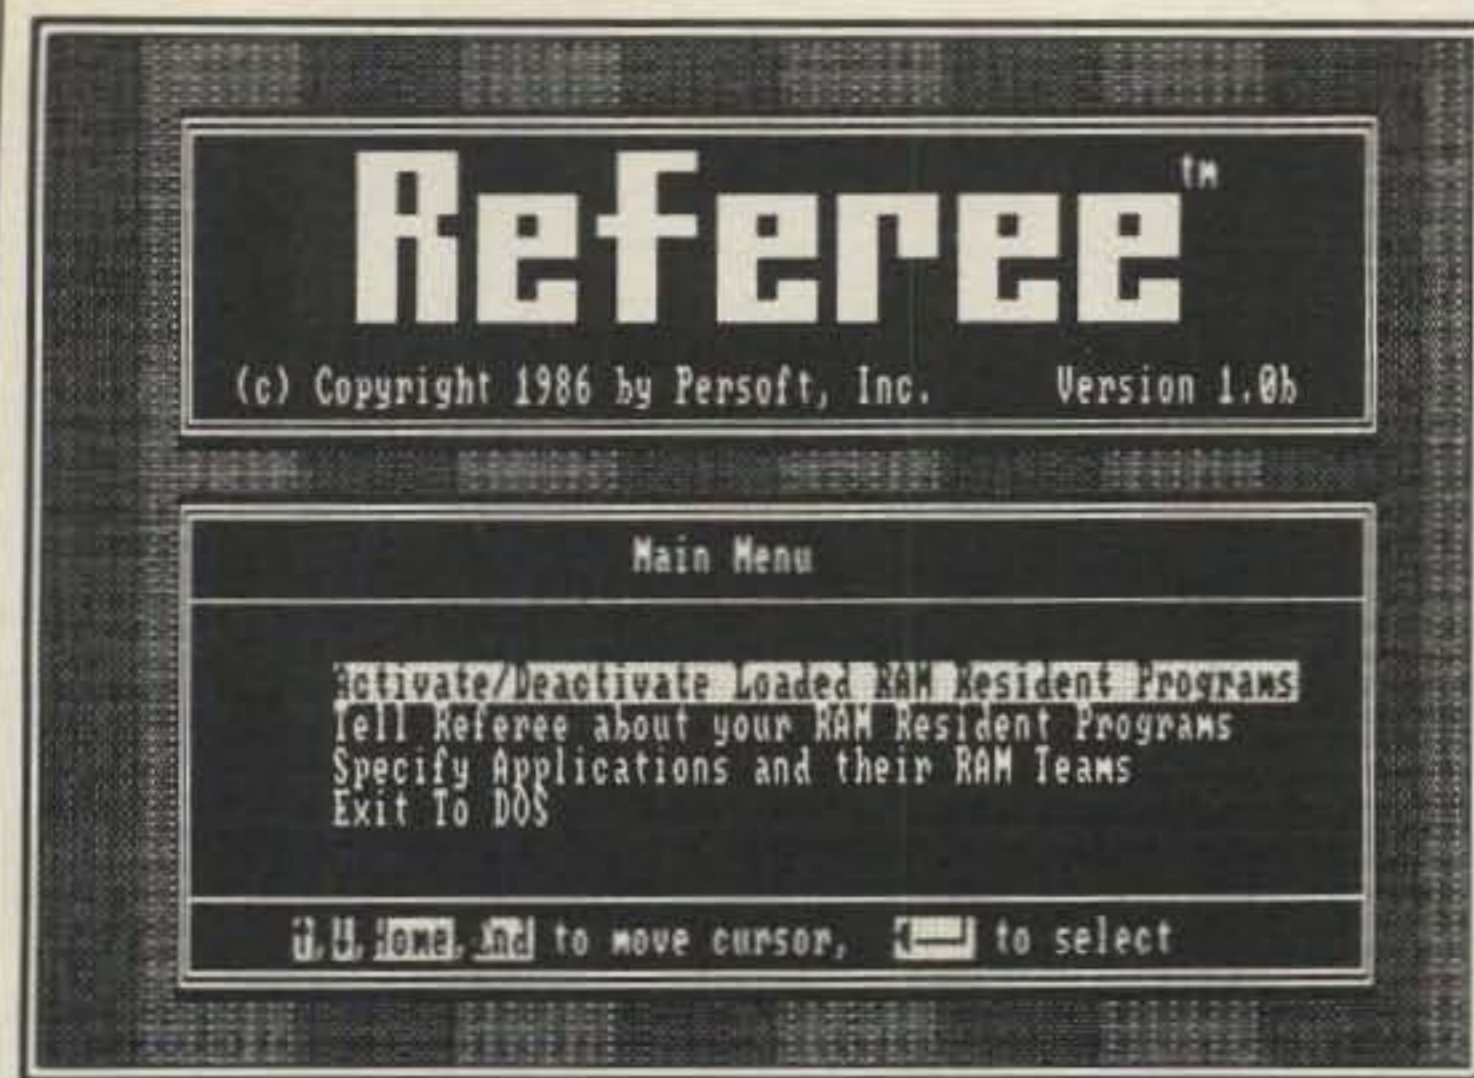 Referee tm
(c) Copyright 1986 by Persoft, Inc. Version 1.0b
Main Menu
Activate/Deactivate Loaded RAM Resident Programs
Tell Referee about your RAM Resident Programs
Specify Applications and their RAM Teams
Exit To DOS
↑,↓,Home,End to move cursor, <─┘ to select